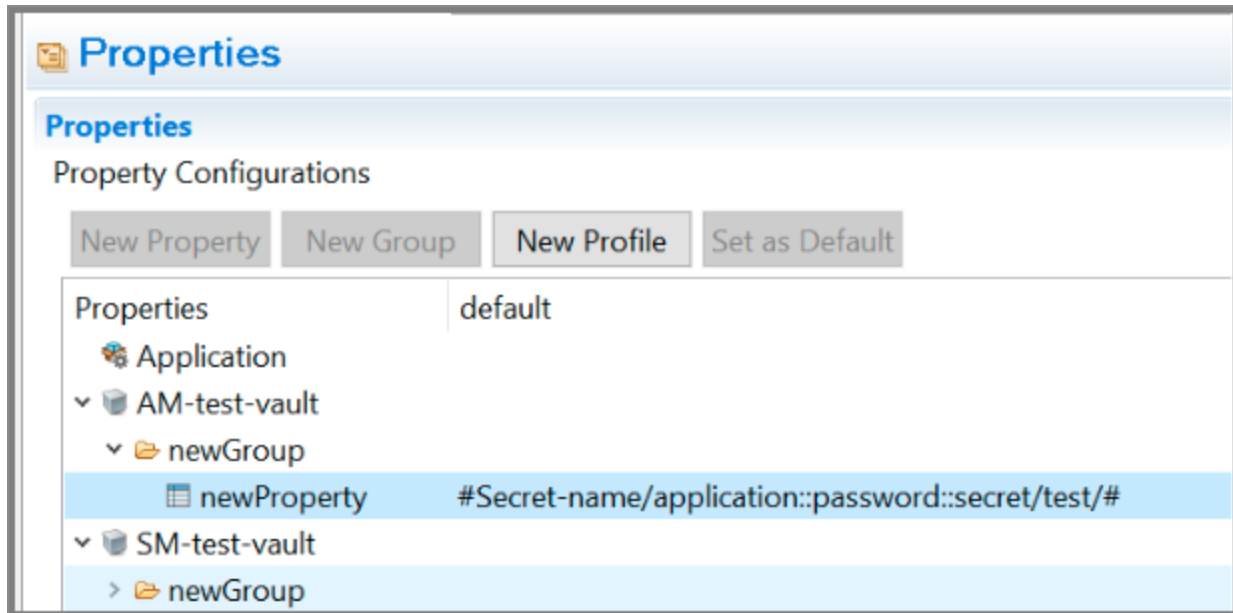 Properties
Properties
Property Configurations
New Property New Group New Profile Set as Default
Properties default
Application
AM-test-vault
newGroup
newProperty #Secret-name/application::password::secret/test/#
SM-test-vault
newGroup